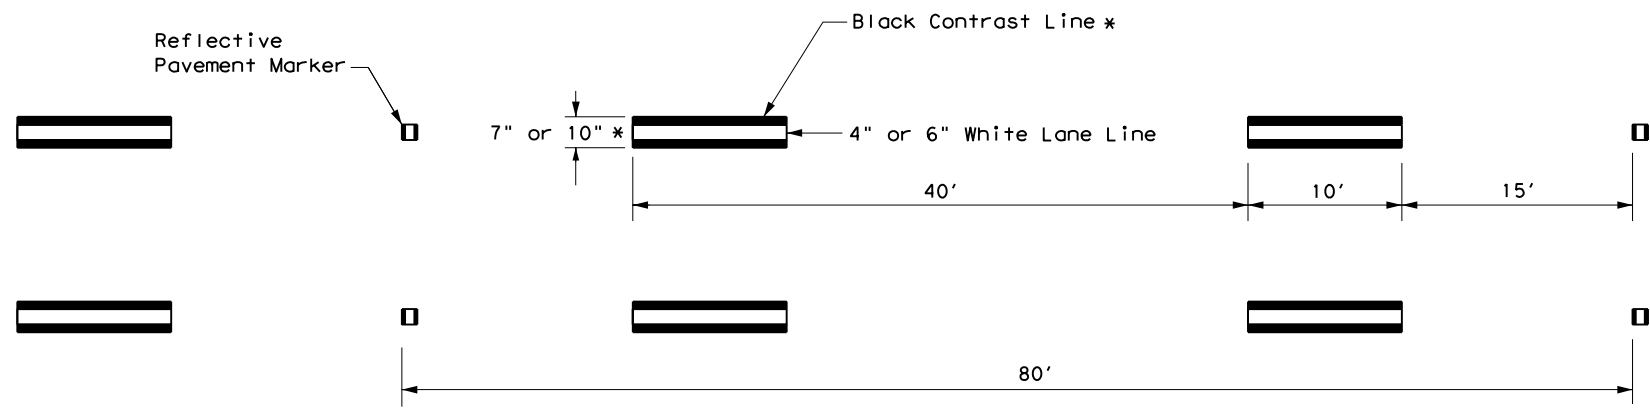 Black Contrast Line *
Reflective
Pavement Marker
7" or 10" *
4" or 6" White Lane Line
40'
10'
15'
80'